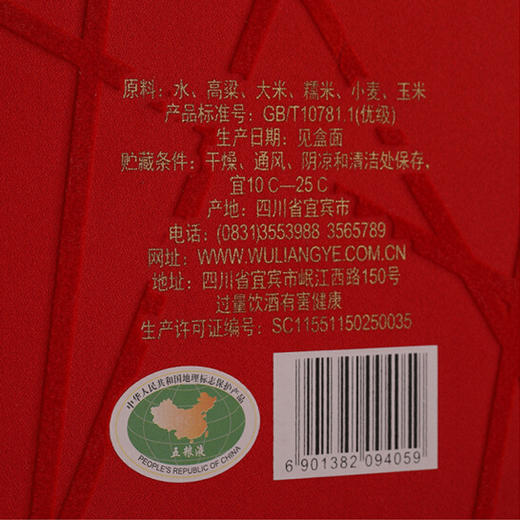 原料：水、高粱、大米、糯米、小麦、玉米
产品标准号：GB/T10781.1(优级)
生产日期：见盒面
贮藏条件：干燥、通风、阴凉和清洁处保存，
宜10 C—25 C
产地：四川省宜宾市
电话：(0831)3553988 3565789
网址：WWW.WULIANGYE.COM.CN
地址：四川省宜宾市岷江西路150号
过量饮酒有害健康
生产许可证编号：SC11551150250035
中华人民共和国地理标志保护产品
五粮液
PEOPLE'S REPUBLIC OF CHINA
6 901382 094059